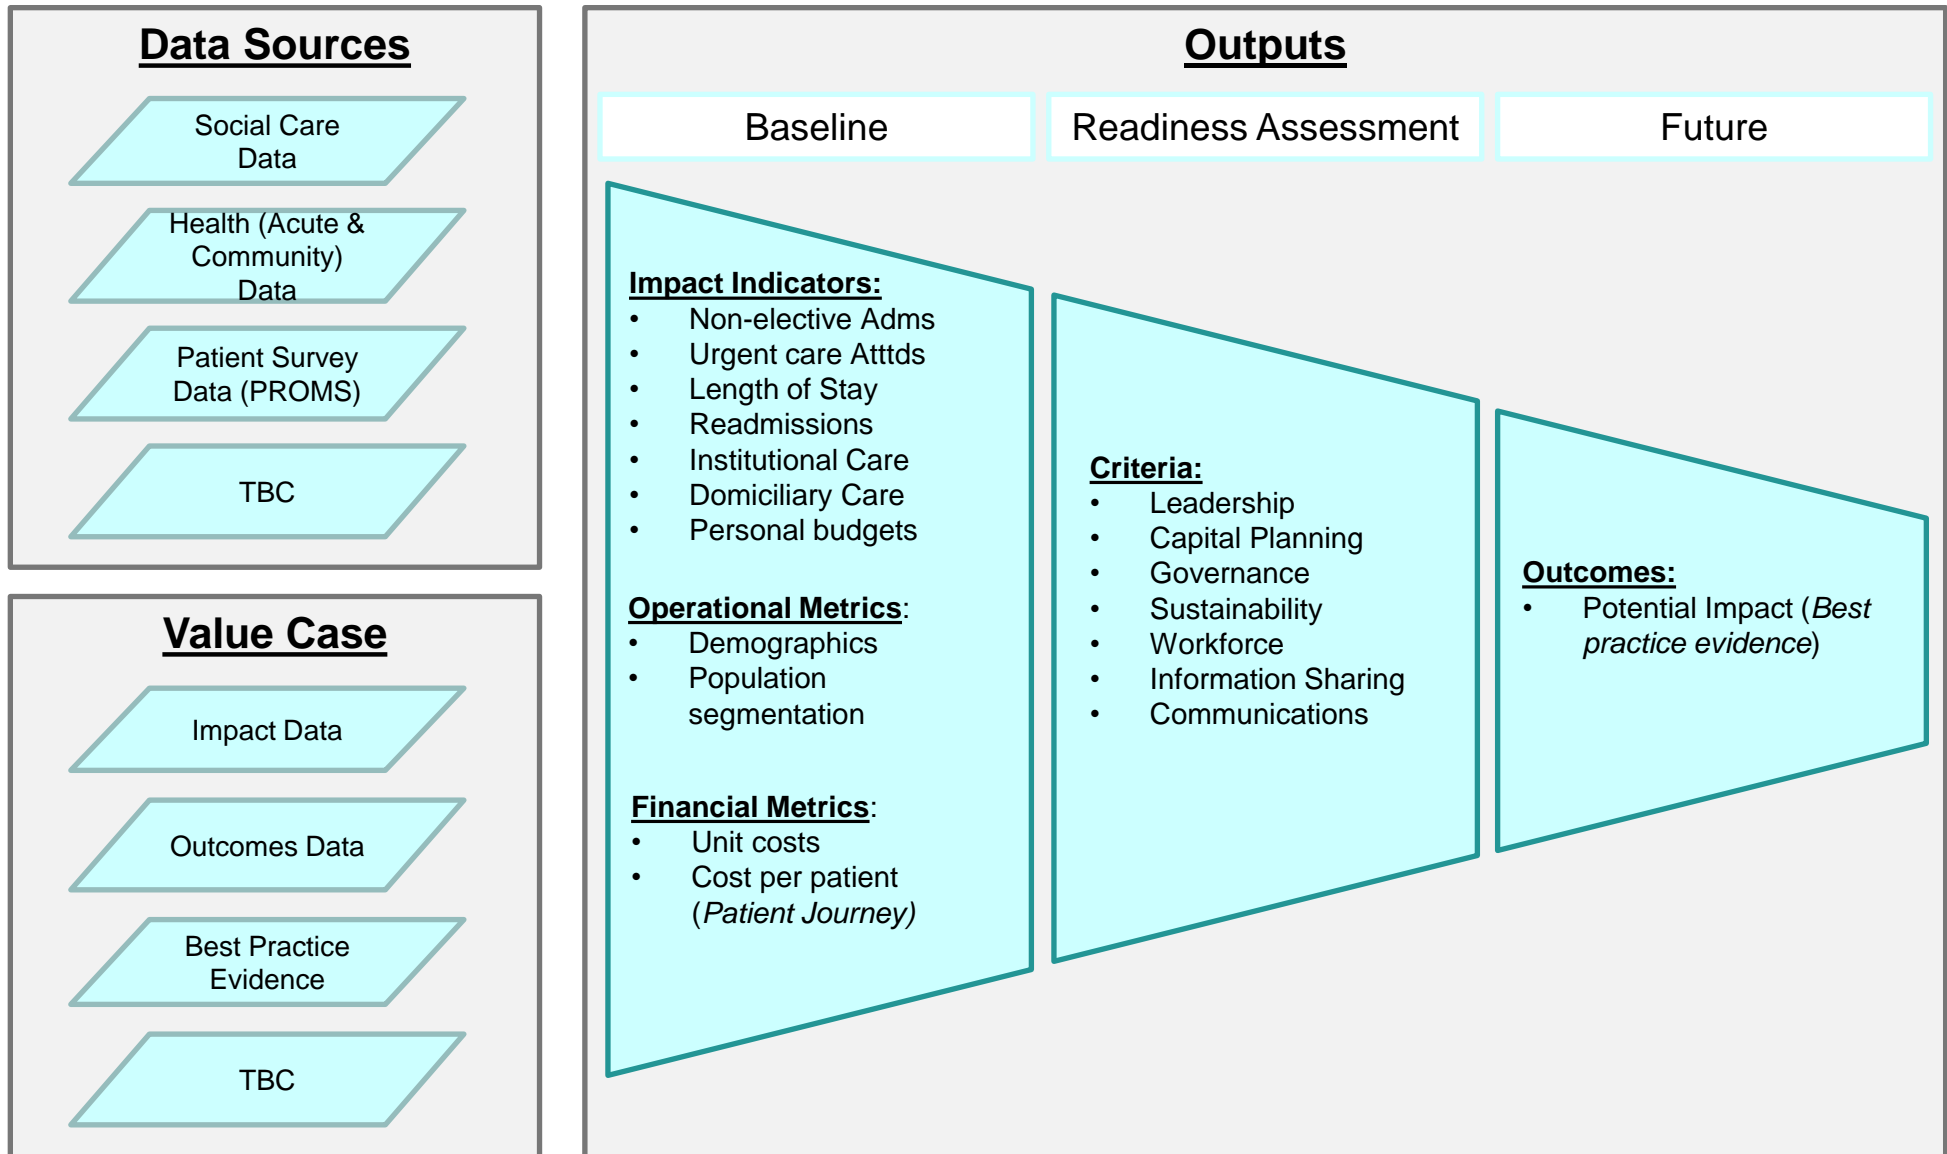 Data Sources
Social Care
Data
Health (Acute &
Community)
Data
Patient Survey
Data (PROMS)
TBC
Value Case
Impact Data
Outcomes Data
Best Practice
Evidence
TBC
Outputs
Baseline
Impact Indicators:
• Non-elective Adms
• Urgent care Atttds
• Length of Stay
• Readmissions
• Institutional Care
• Domiciliary Care
• Personal budgets
Operational Metrics:
• Demographics
• Population
segmentation
Financial Metrics:
• Unit costs
• Cost per patient
(Patient Journey)
Readiness Assessment
Criteria:
• Leadership
• Capital Planning
• Governance
• Sustainability
• Workforce
• Information Sharing
• Communications
Future
Outcomes:
• Potential Impact (Best
practice evidence)